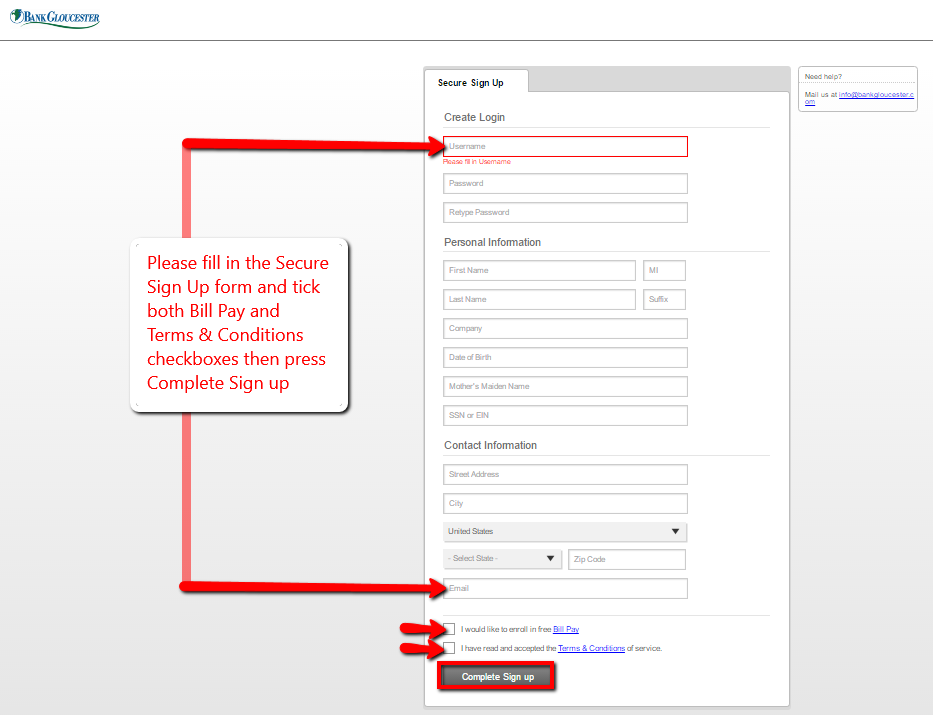 BANKGLOUCESTER
Secure Sign Up
Need help?
Mail us at info@bankgloucester.c
om
Create Login
Username
Please fill in Username
Password
Retype Password
Please fill in the Secure
Sign Up form and tick
both Bill Pay and
Terms & Conditions
checkboxes then press
Complete Sign up
Personal Information
First Name MI
Last Name Suffix
Company
Date of Birth
Mother's Maiden Name
SSN or EIN
Contact Information
Street Address
City
United States
- Select State - Zip Code
Email
I would like to enroll in free Bill Pay
I have read and accepted the Terms & Conditions of service.
Complete Sign up